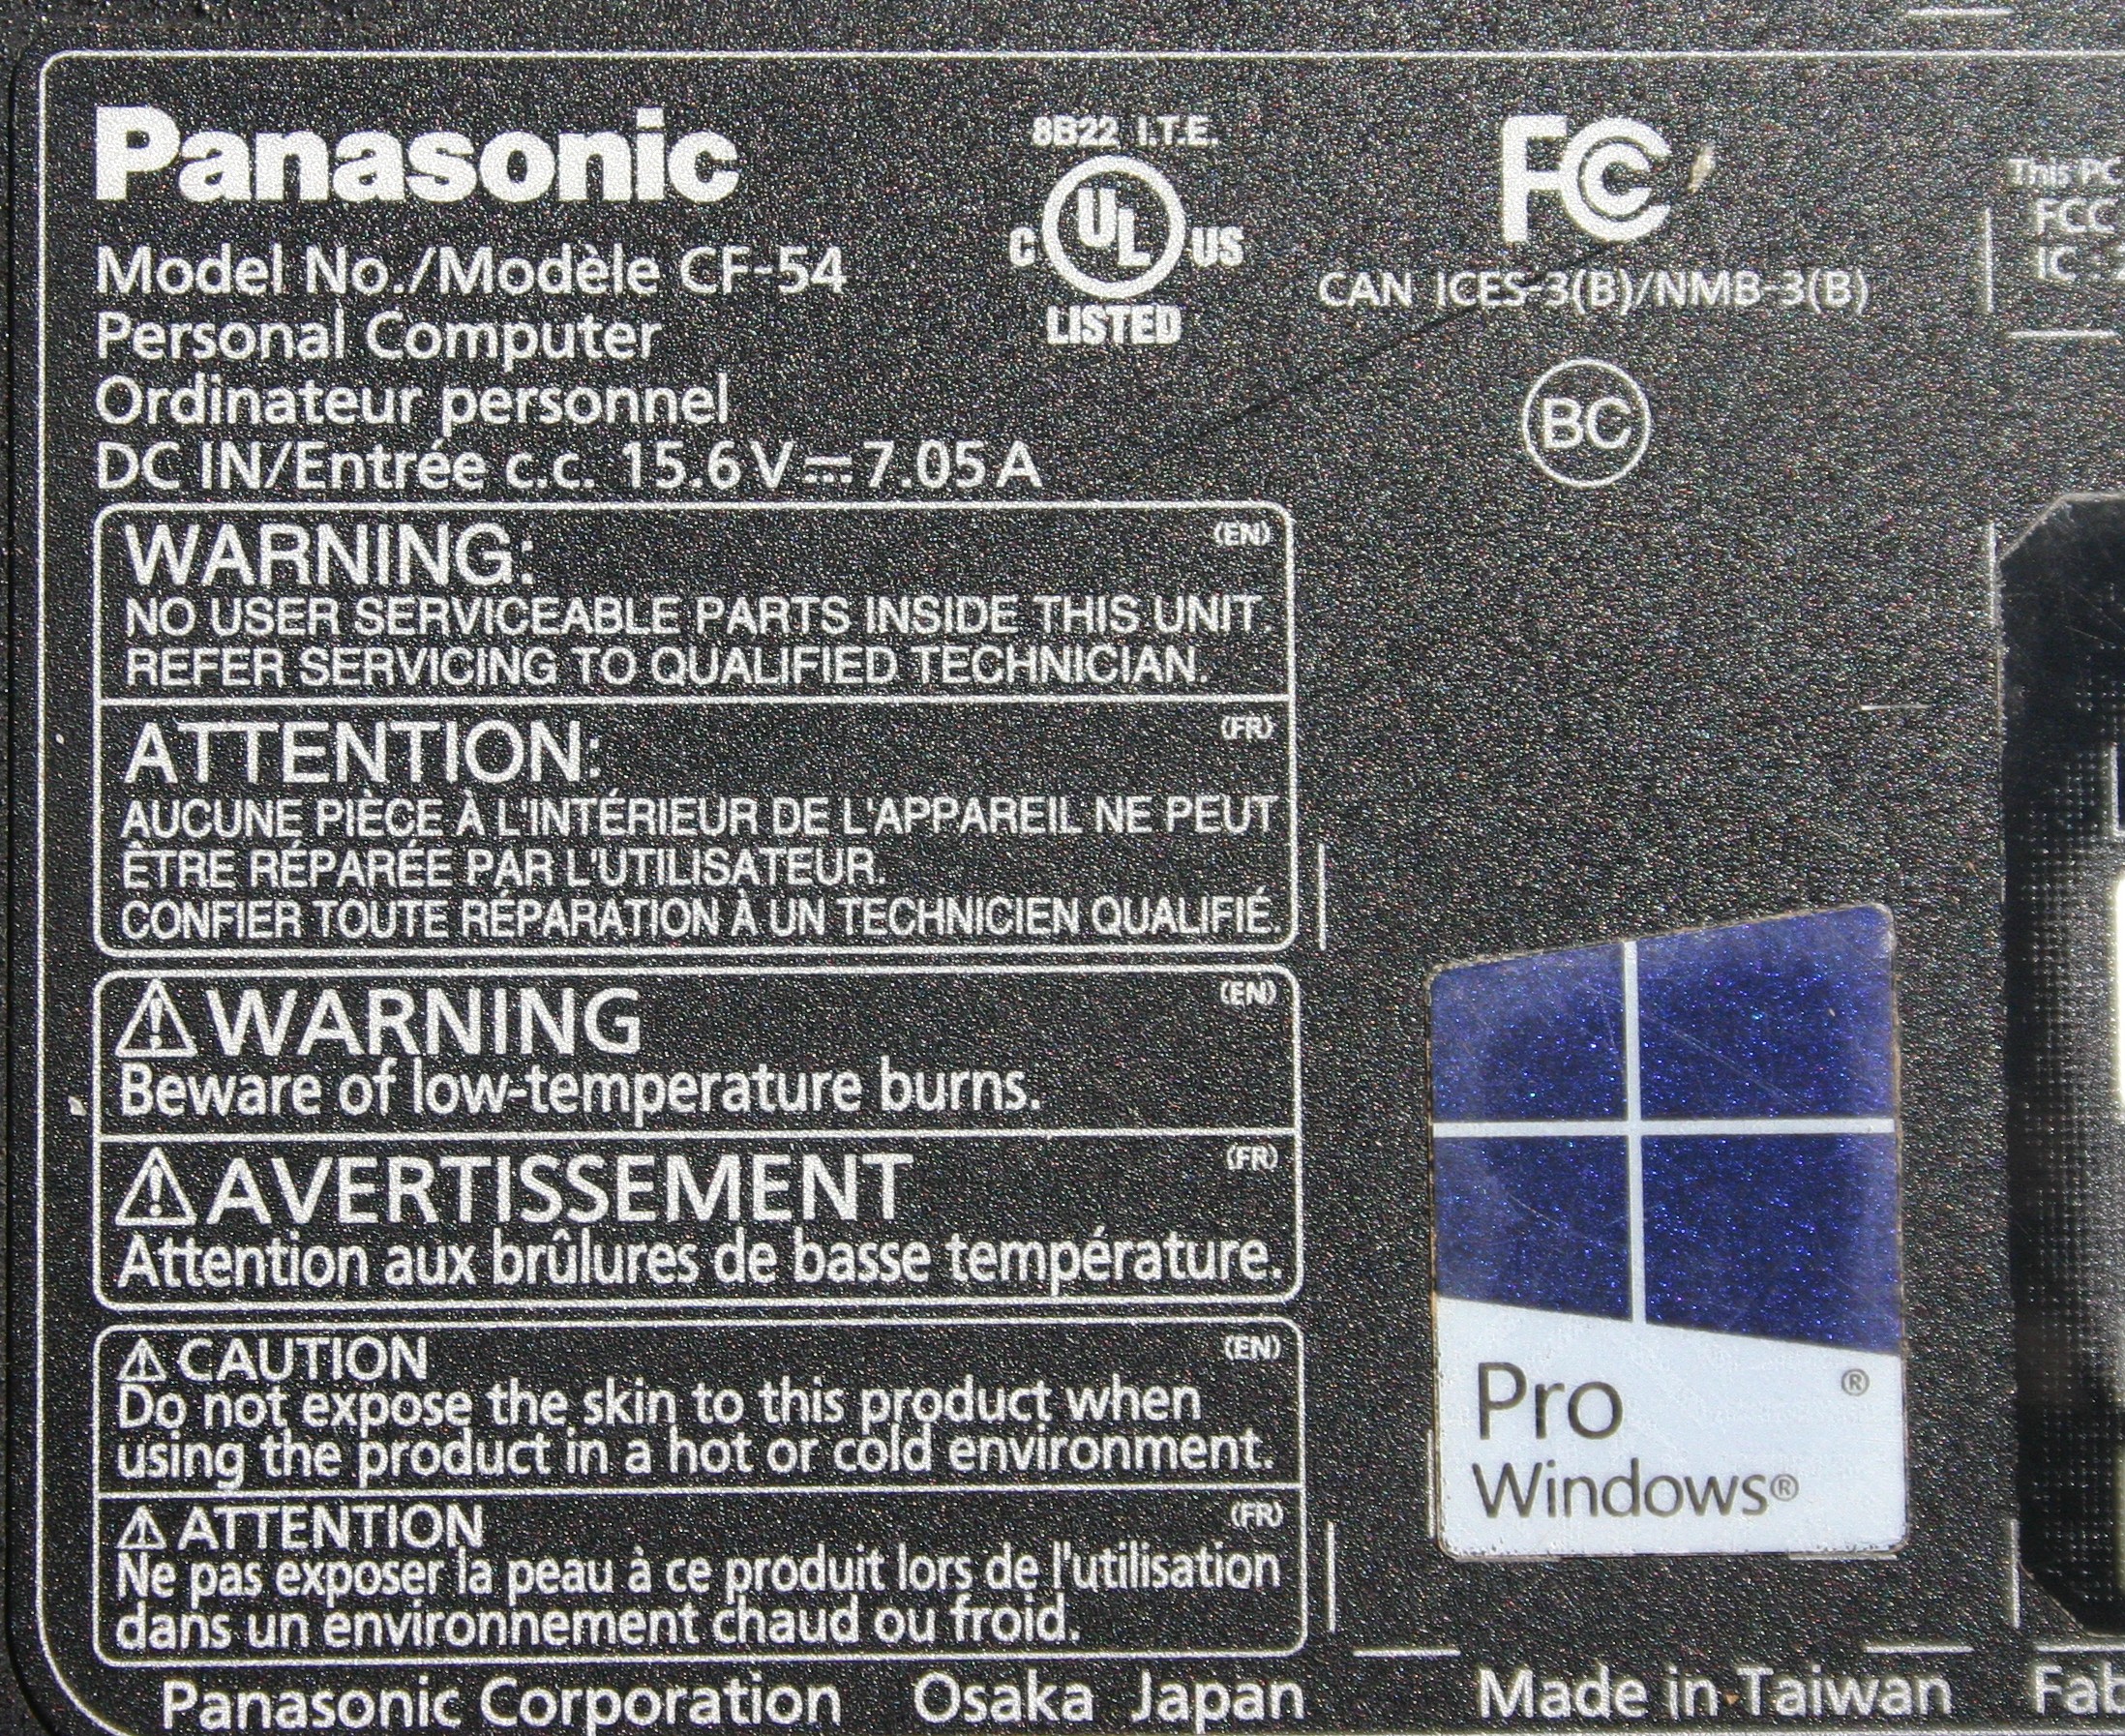 Panasonic
Model No./Modèle CF-54
Personal Computer
Ordinateur personnel
DC IN/Entrée c.c. 15.6V⎓7.05A
8B22 I.T.E.
C UL US
LISTED
FC
CAN ICES-3(B)/NMB-3(B)
BC
This PC
FCC
IC :
WARNING: (EN)
NO USER SERVICEABLE PARTS INSIDE THIS UNIT.
REFER SERVICING TO QUALIFIED TECHNICIAN.
ATTENTION: (FR)
AUCUNE PIÈCE À L'INTÉRIEUR DE L'APPAREIL NE PEUT
ÊTRE RÉPARÉE PAR L'UTILISATEUR.
CONFIER TOUTE RÉPARATION À UN TECHNICIEN QUALIFIÉ.
⚠ WARNING (EN)
Beware of low-temperature burns.
⚠ AVERTISSEMENT (FR)
Attention aux brûlures de basse température.
⚠ CAUTION (EN)
Do not expose the skin to this product when
using the product in a hot or cold environment.
⚠ ATTENTION (FR)
Ne pas exposer la peau à ce produit lors de l'utilisation
dans un environnement chaud ou froid.
Pro ®
Windows®
Panasonic Corporation Osaka Japan
Made in Taiwan Fab